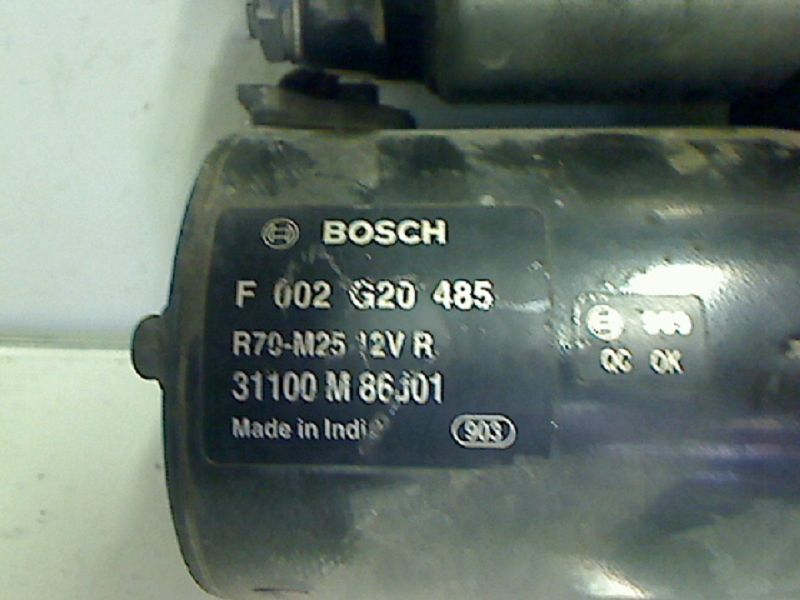 BOSCH
F 002 G20 485
R70-M25 12V R
31100 M 86J01
Made in India
903
QC OK